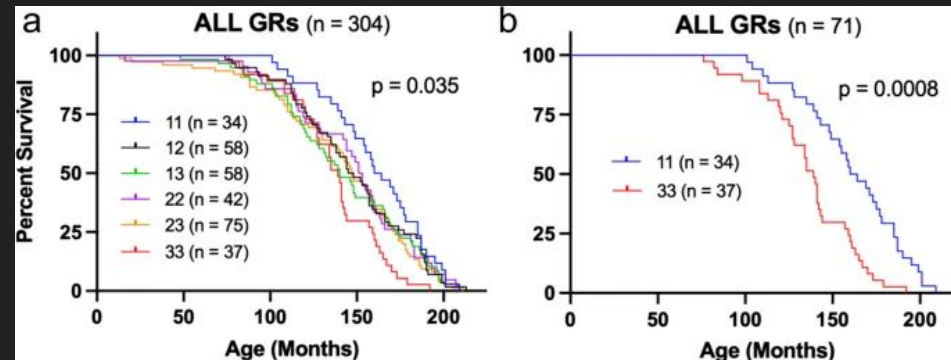 a
ALL GRs (n = 304)
p = 0.035
Percent Survival
100
75
50
25
0
11 (n = 34)
12 (n = 58)
13 (n = 58)
22 (n = 42)
23 (n = 75)
33 (n = 37)
0 50 100 150 200
Age (Months)
b
ALL GRs (n = 71)
p = 0.0008
100
75
50
25
0
11 (n = 34)
33 (n = 37)
0 50 100 150 200
Age (Months)